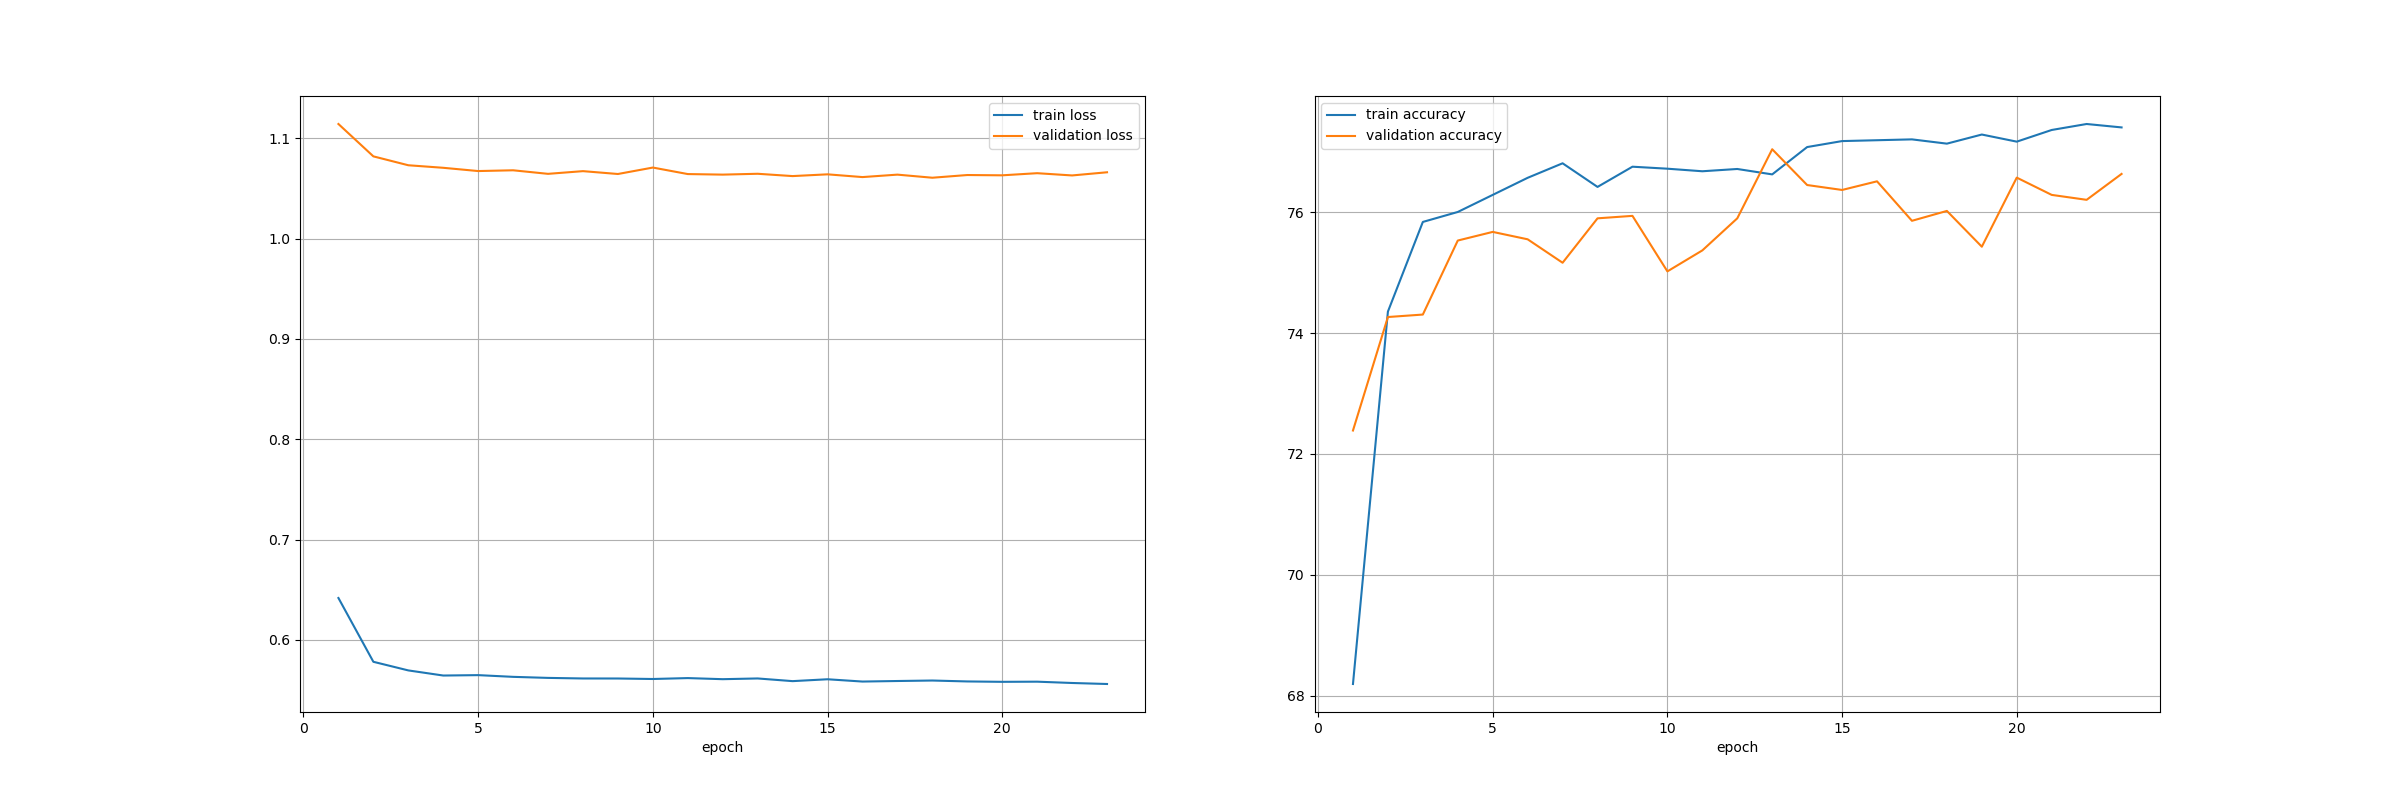 train loss
validation loss
1.1
1.0
0.9
0.8
0.7
0.6
0 5 10 15 20
epoch
train accuracy
validation accuracy
76
74
72
70
68
0 5 10 15 20
epoch